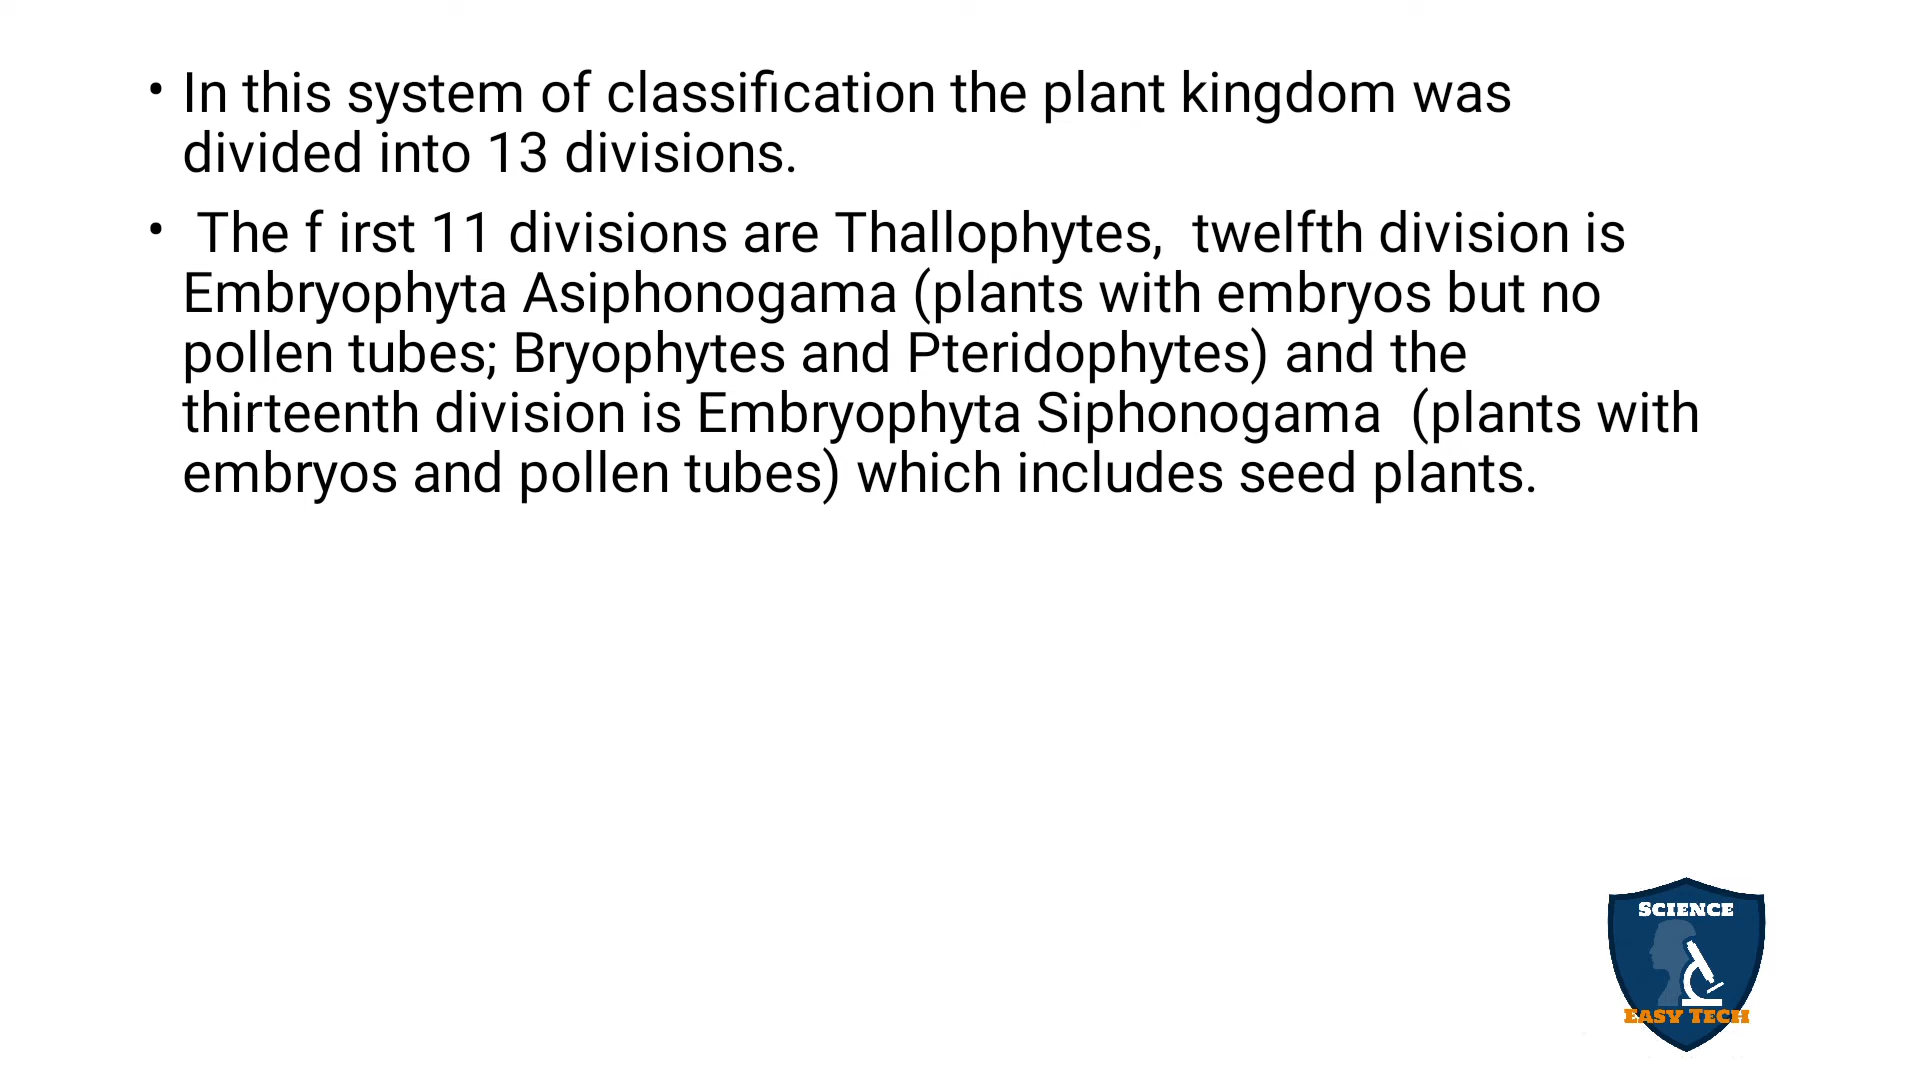 • In this system of classification the plant kingdom was
divided into 13 divisions.
• The f irst 11 divisions are Thallophytes,  twelfth division is
Embryophyta Asiphonogama (plants with embryos but no
pollen tubes; Bryophytes and Pteridophytes) and the
thirteenth division is Embryophyta Siphonogama  (plants with
embryos and pollen tubes) which includes seed plants.
SCIENCE
EASY TECH